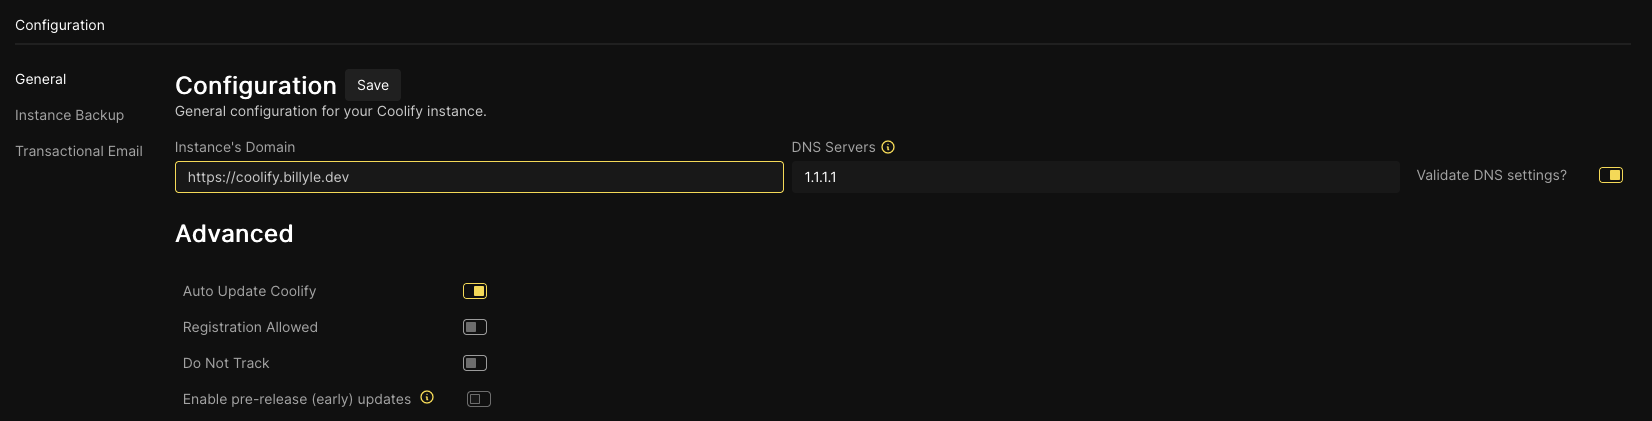 Configuration
General
Instance Backup
Transactional Email
Configuration Save
General configuration for your Coolify instance.
Instance's Domain DNS Servers
https://coolify.billyle.dev 1.1.1.1 Validate DNS settings?
Advanced
Auto Update Coolify
Registration Allowed
Do Not Track
Enable pre-release (early) updates